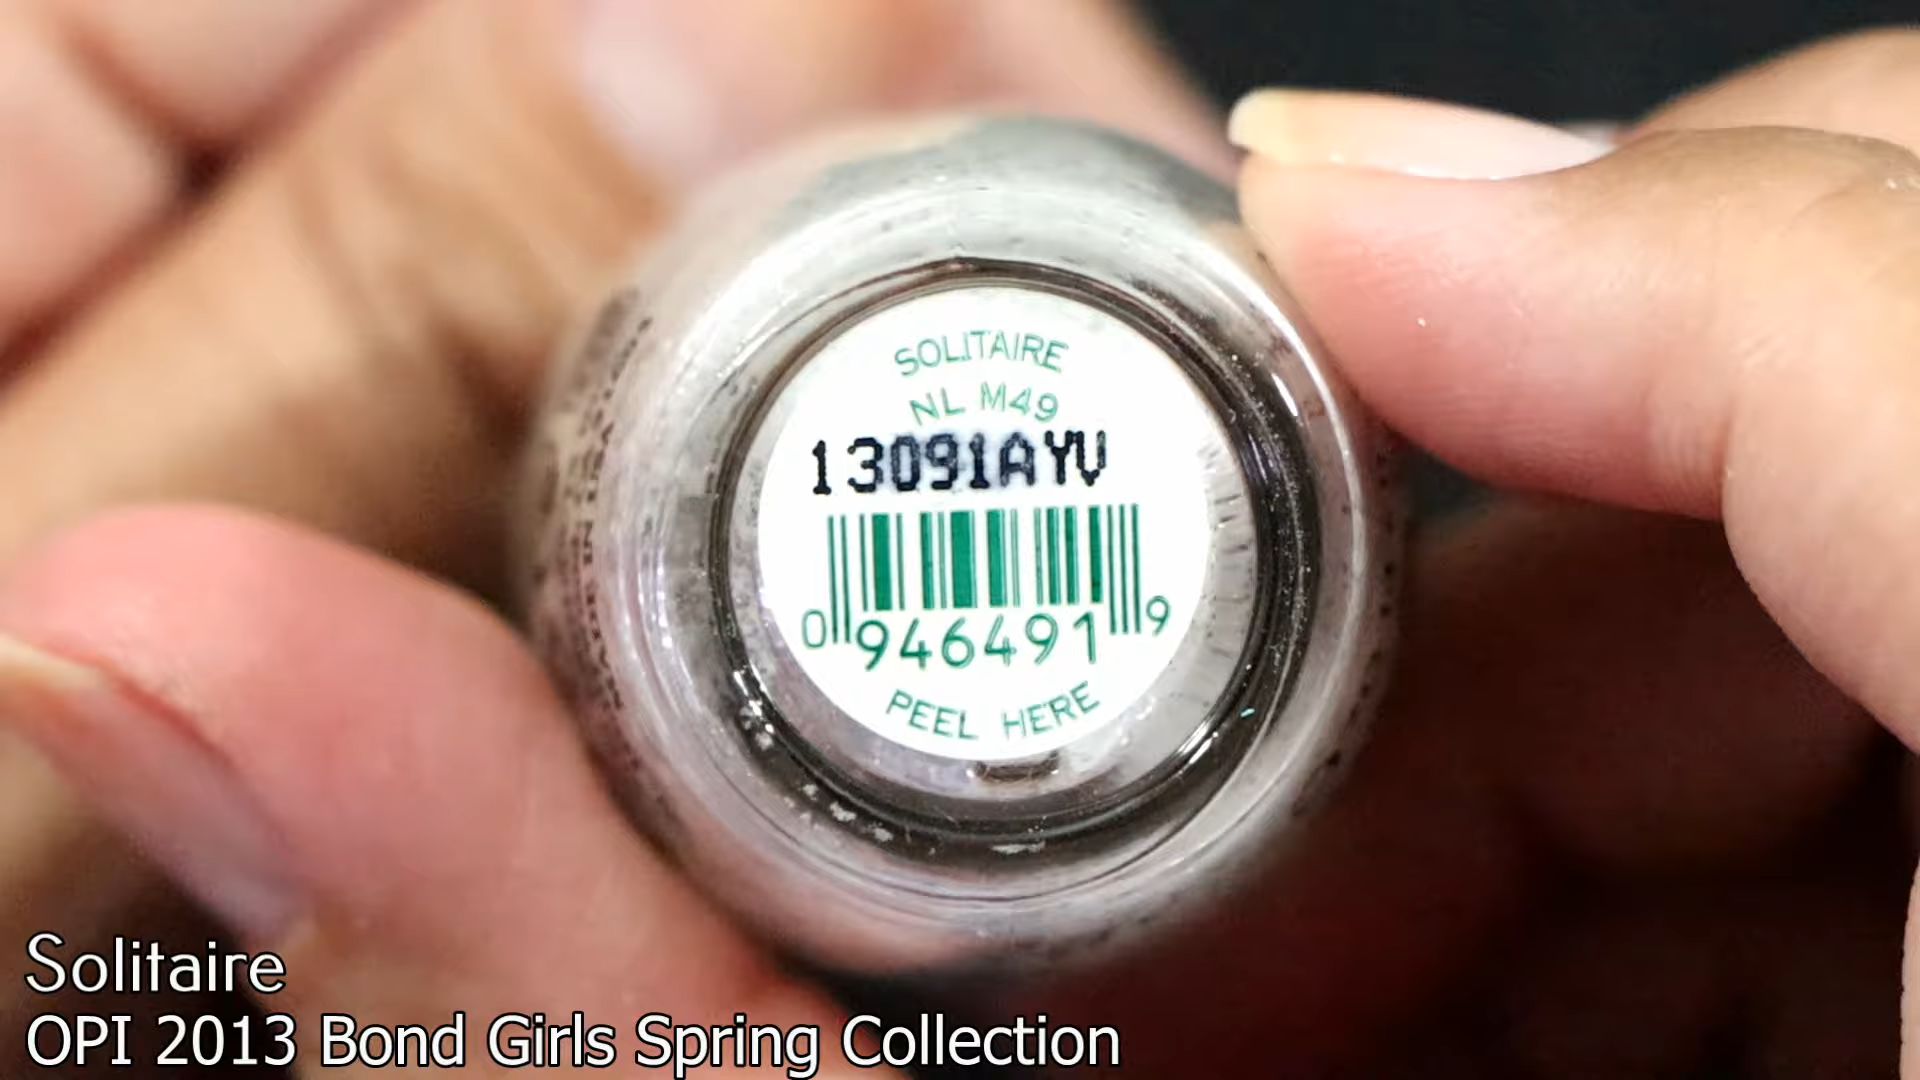 SOLITAIRE
NL M49
13091AYV
0 946491 9
PEEL HERE
Solitaire
OPI 2013 Bond Girls Spring Collection